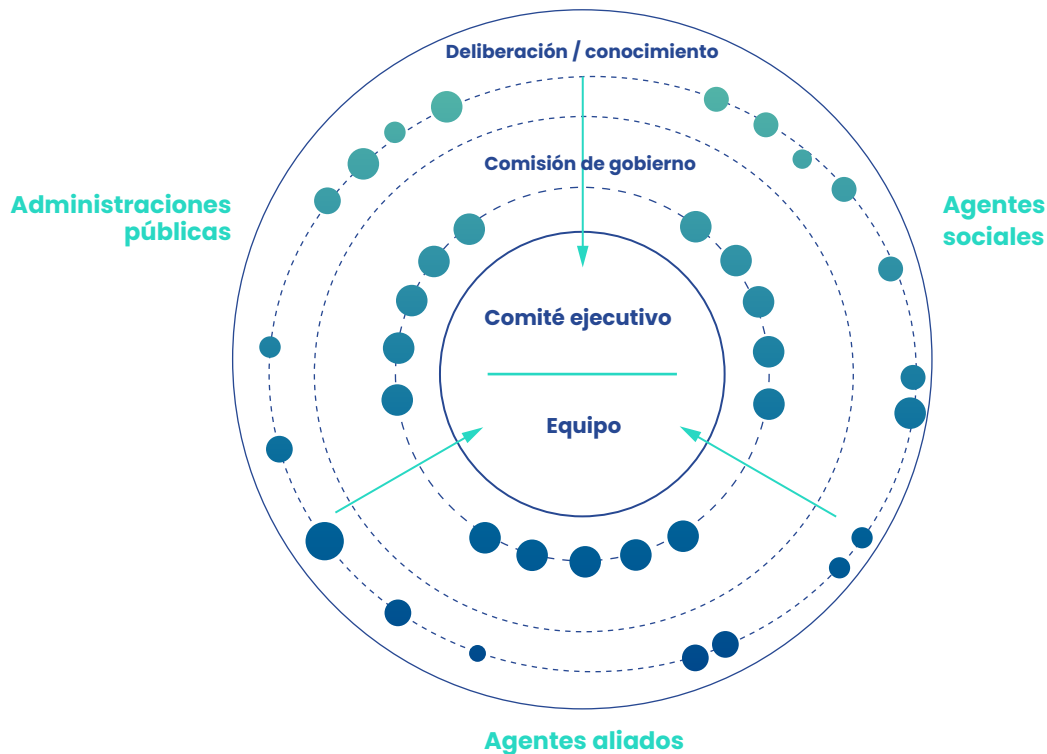 Deliberación / conocimiento
Comisión de gobierno
Administraciones
públicas
Agentes
sociales
Comité ejecutivo
Equipo
Agentes aliados